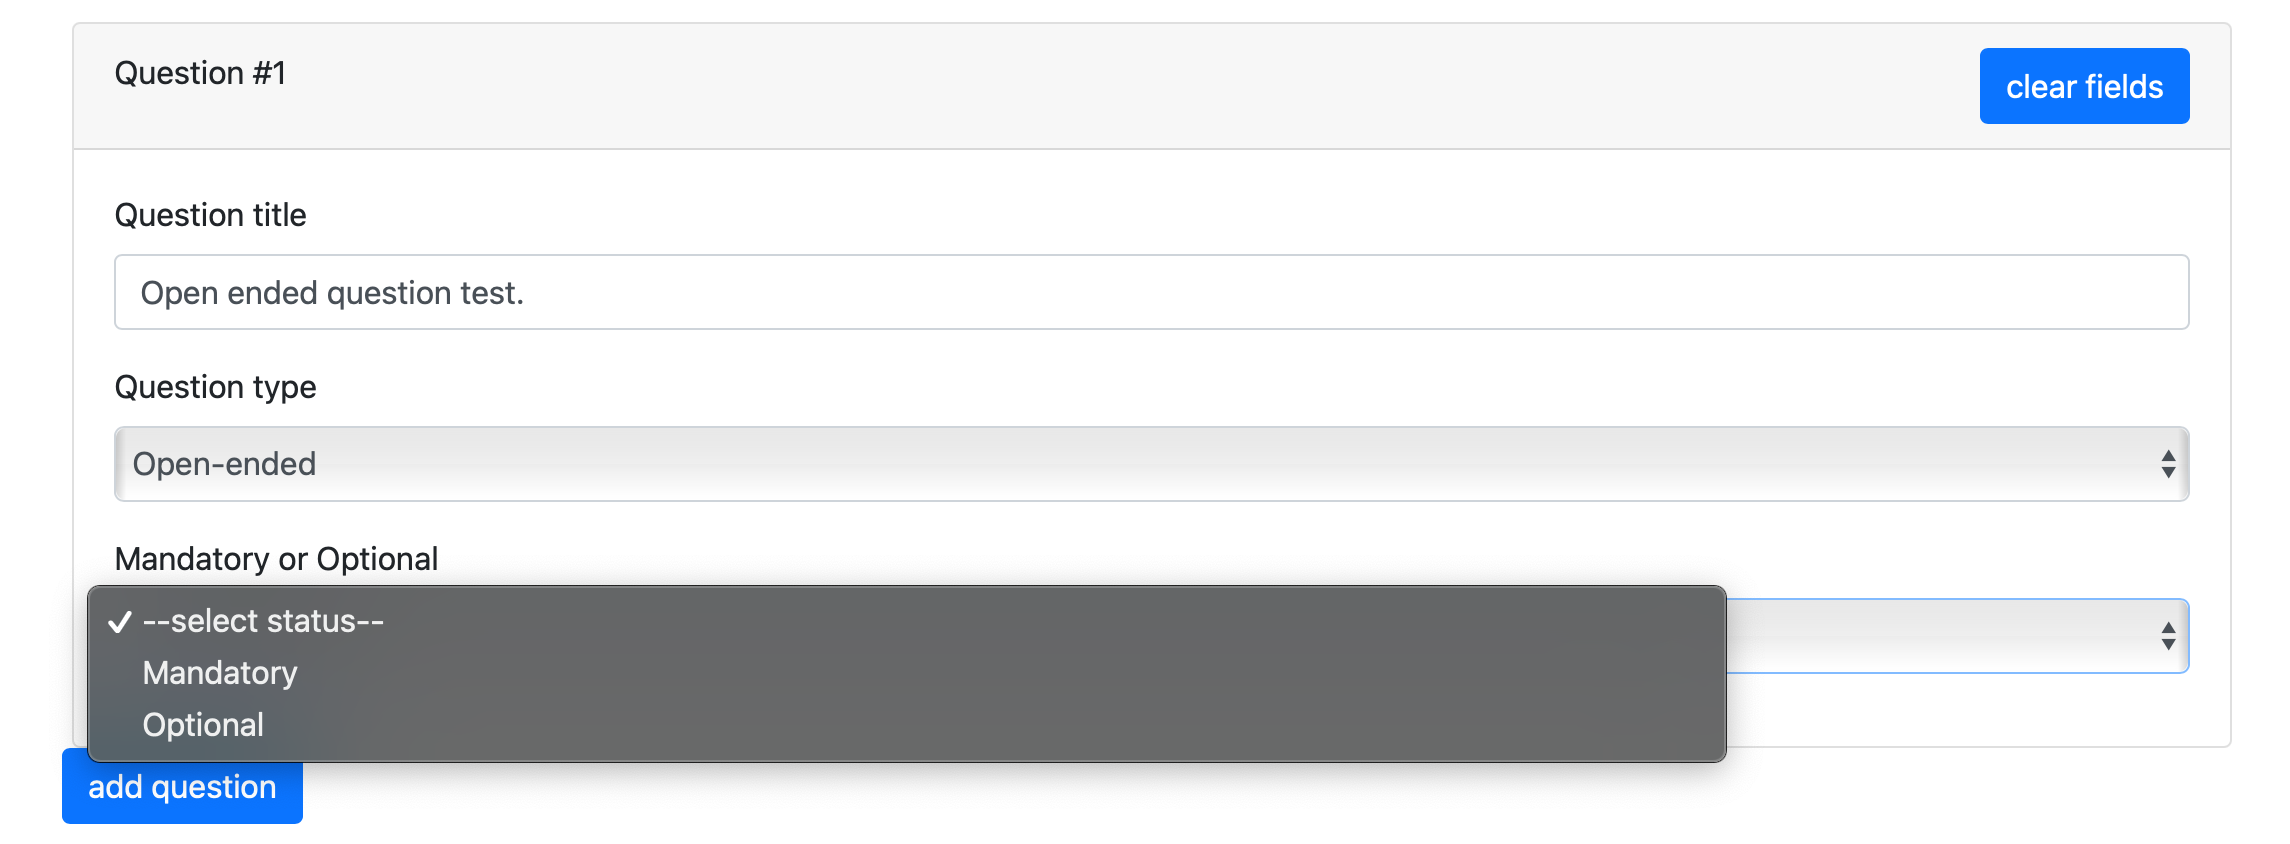 Question #1
clear fields
Question title
Open ended question test.
Question type
Open-ended
Mandatory or Optional
--select status--
Mandatory
Optional
add question